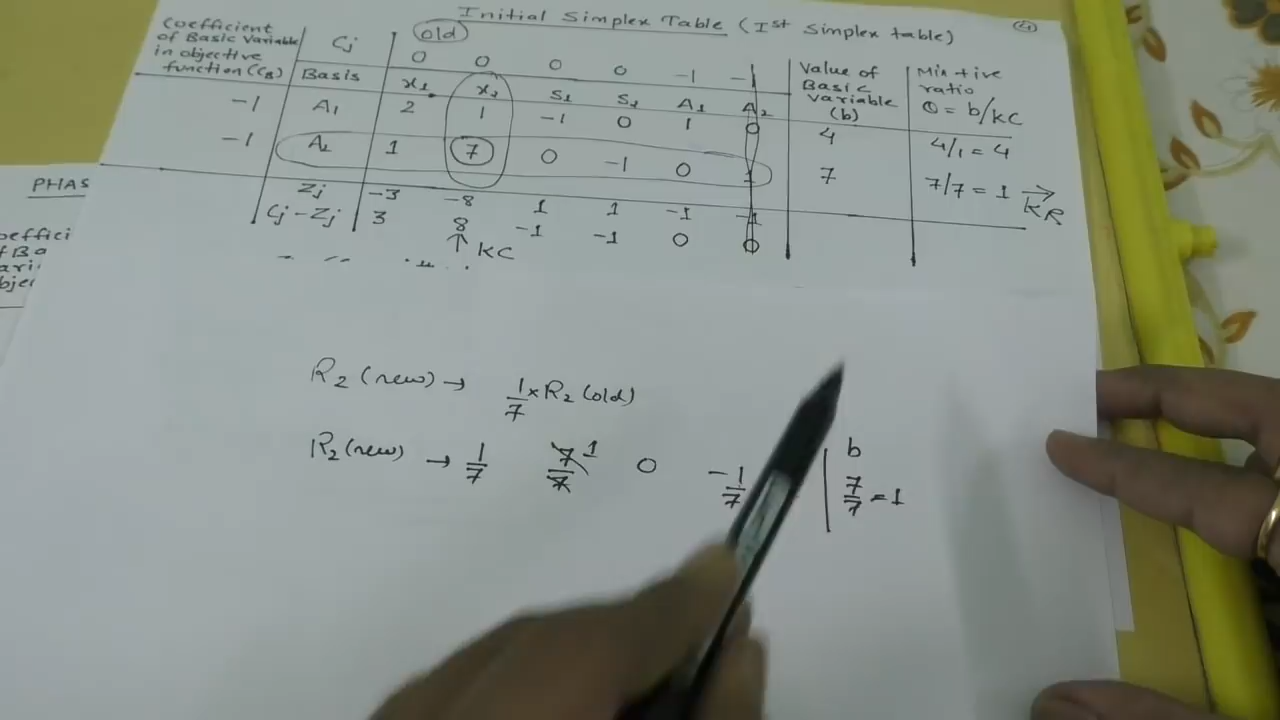 Initial Simplex Table (Ist Simplex table)
4
Coefficient of Basic Variable in objective function (CB)
Cj
old
0 0 0 0 -1 -1
Value of Basic Variable (b)
Min +ive ratio θ = b/KC
Basis x1 x2 S1 S2 A1 A2
-1 A1 2 1 -1 0 1 0 4 4/1 = 4
-1 A2 1 7 0 -1 0 1 7 7/7 = 1 → KR
Zj -3 -8 1 1 -1 -1
Cj-Zj 3 8 -1 -1 0 0
↑ KC
PHAS
oeffici
f Ba
ari
bjec
R2 (new) → 1/7 × R2 (old)
R2 (new) → 1/7 7/7 1 0 -1/7 | b 7/7 = 1